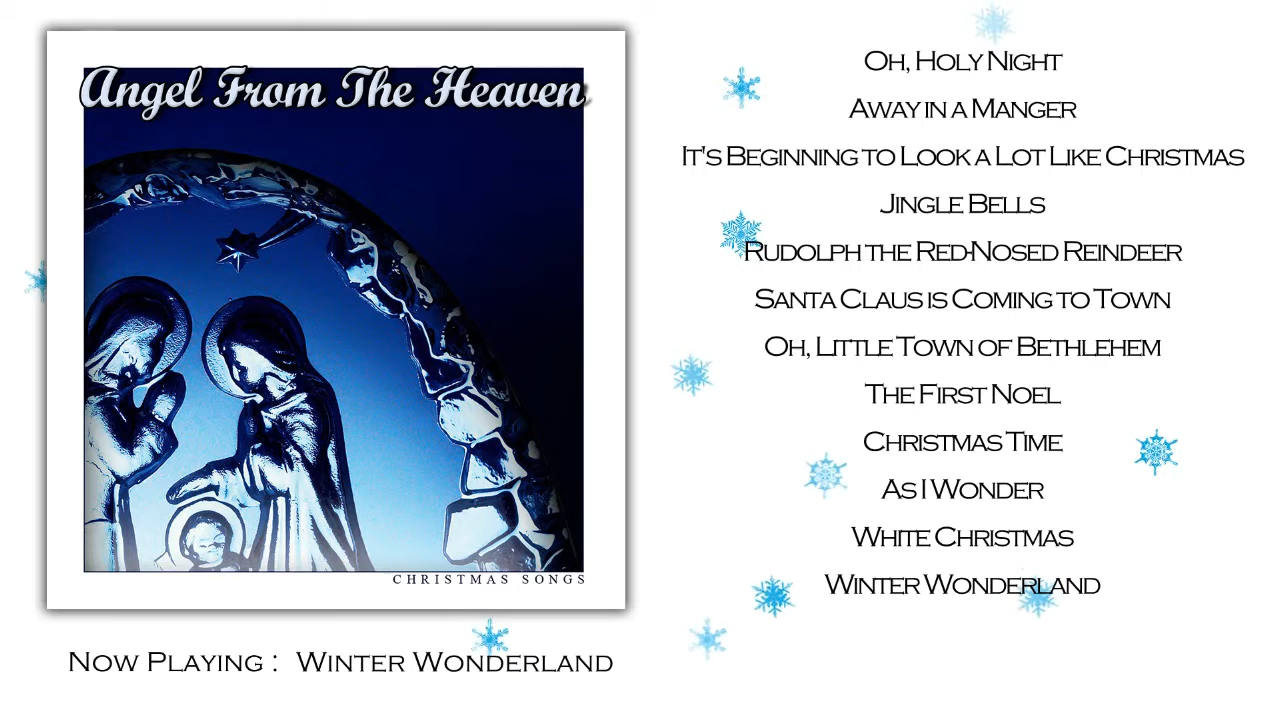 Angel From The Heaven
CHRISTMAS SONGS
Now Playing : Winter Wonderland
Oh, Holy Night
Away in a Manger
It's Beginning to Look a Lot Like Christmas
Jingle Bells
Rudolph the Red-Nosed Reindeer
Santa Claus is Coming to Town
Oh, Little Town of Bethlehem
The First Noel
Christmas Time
As I Wonder
White Christmas
Winter Wonderland